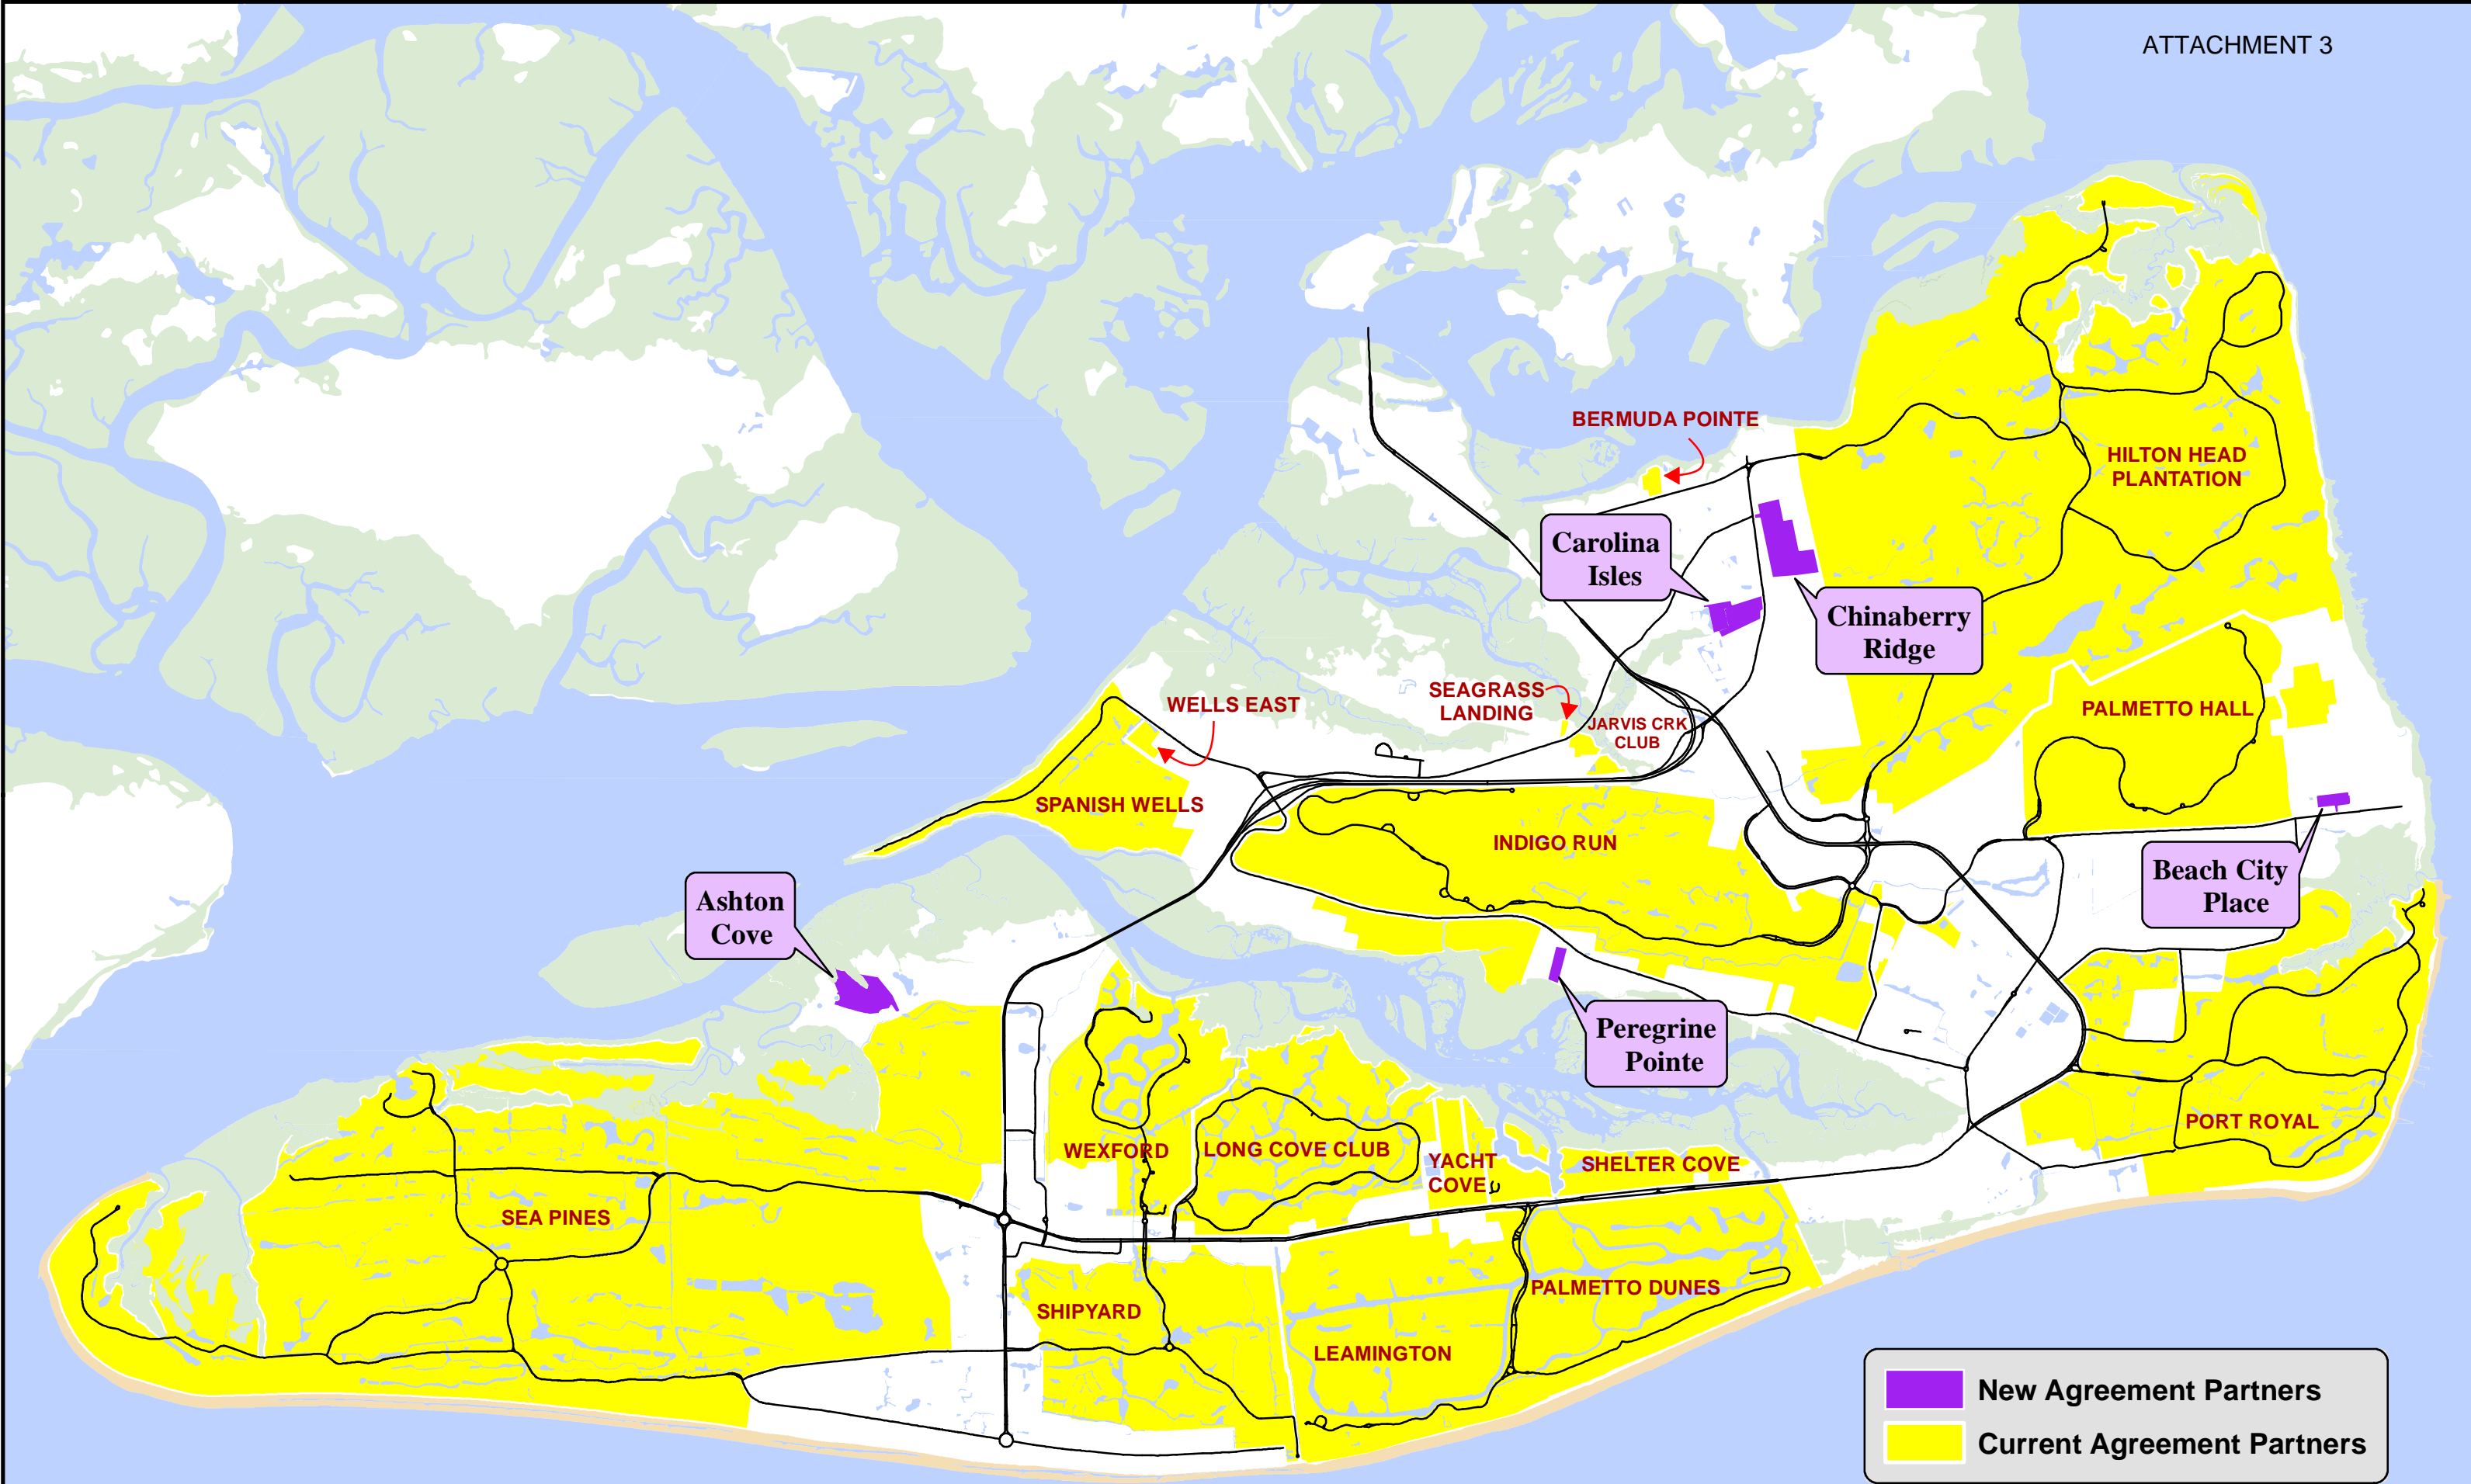 ATTACHMENT 3
BERMUDA POINTE
HILTON HEAD
PLANTATION
Carolina
Isles
Chinaberry
Ridge
WELLS EAST
SEAGRASS
LANDING
JARVIS CRK
CLUB
PALMETTO HALL
SPANISH WELLS
INDIGO RUN
Ashton
Cove
Beach City
Place
Peregrine
Pointe
WEXFORD
LONG COVE CLUB
YACHT
COVE
SHELTER COVE
PORT ROYAL
SEA PINES
SHIPYARD
PALMETTO DUNES
LEAMINGTON
New Agreement Partners
Current Agreement Partners